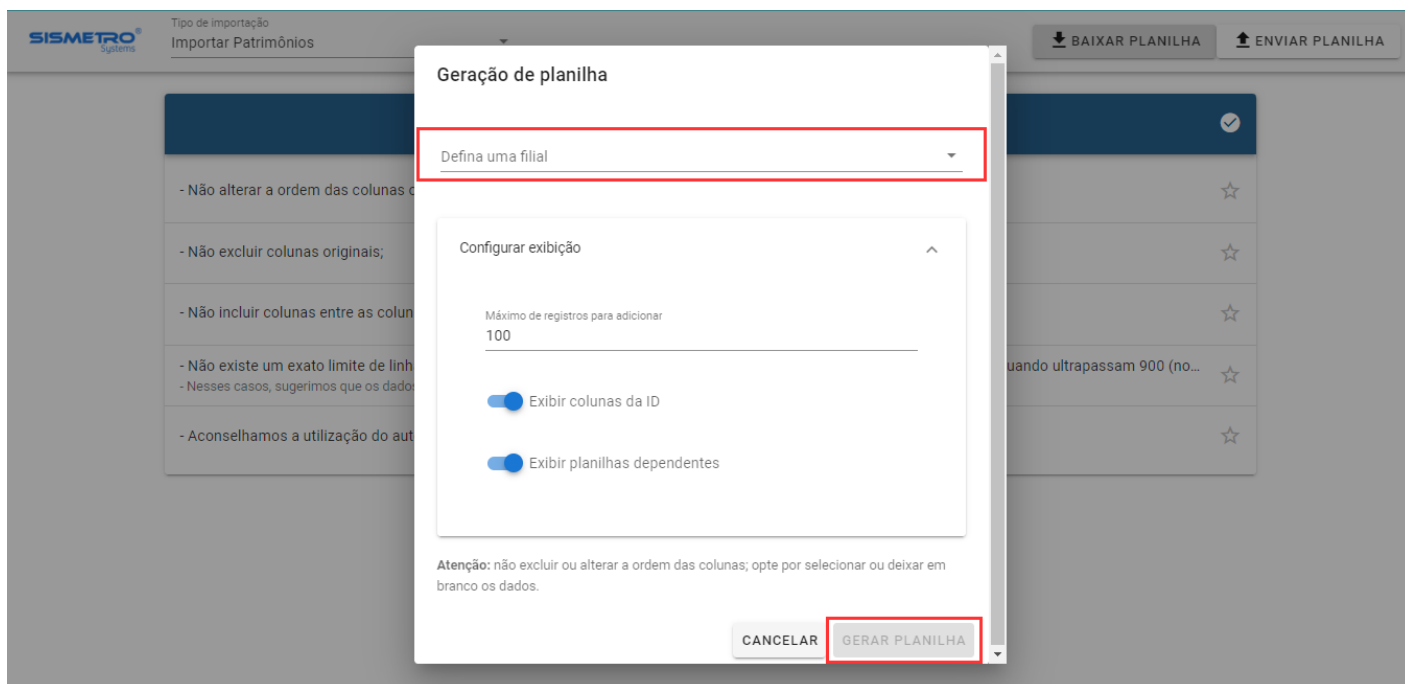 SISMETRO®
Systems
Tipo de importação
Importar Patrimônios
BAIXAR PLANILHA
ENVIAR PLANILHA
Geração de planilha
Defina uma filial
- Não alterar a ordem das colunas
- Não excluir colunas originais;
Configurar exibição
- Não incluir colunas entre as colun
Máximo de registros para adicionar
100
- Não existe um exato limite de linh
uando ultrapassam 900 (no...
- Nesses casos, sugerimos que os dado
Exibir colunas da ID
- Aconselhamos a utilização do aut
Exibir planilhas dependentes
Atenção: não excluir ou alterar a ordem das colunas; opte por selecionar ou deixar em
branco os dados.
CANCELAR
GERAR PLANILHA